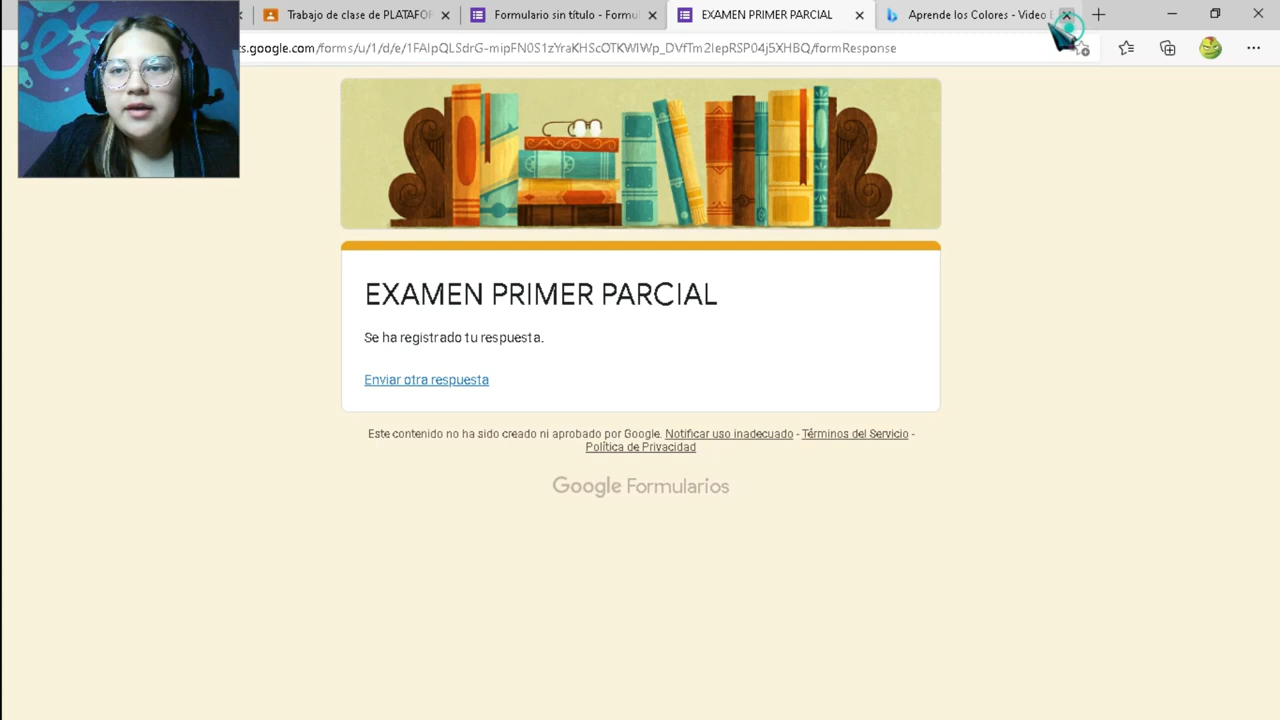 Trabajo de clase de PLATAFOR
Formulario sin título - Formul
EXAMEN PRIMER PARCIAL
Aprende los Colores - Video E
.google.com/forms/u/1/d/e/1FAIpQLSdrG-mipFN0S1zYraKHScOTKWlWp_DVfTm2IepRSP04j5XHBQ/formResponse
EXAMEN PRIMER PARCIAL
Se ha registrado tu respuesta.
Enviar otra respuesta
Este contenido no ha sido creado ni aprobado por Google. Notificar uso inadecuado - Términos del Servicio -
Política de Privacidad
Google Formularios